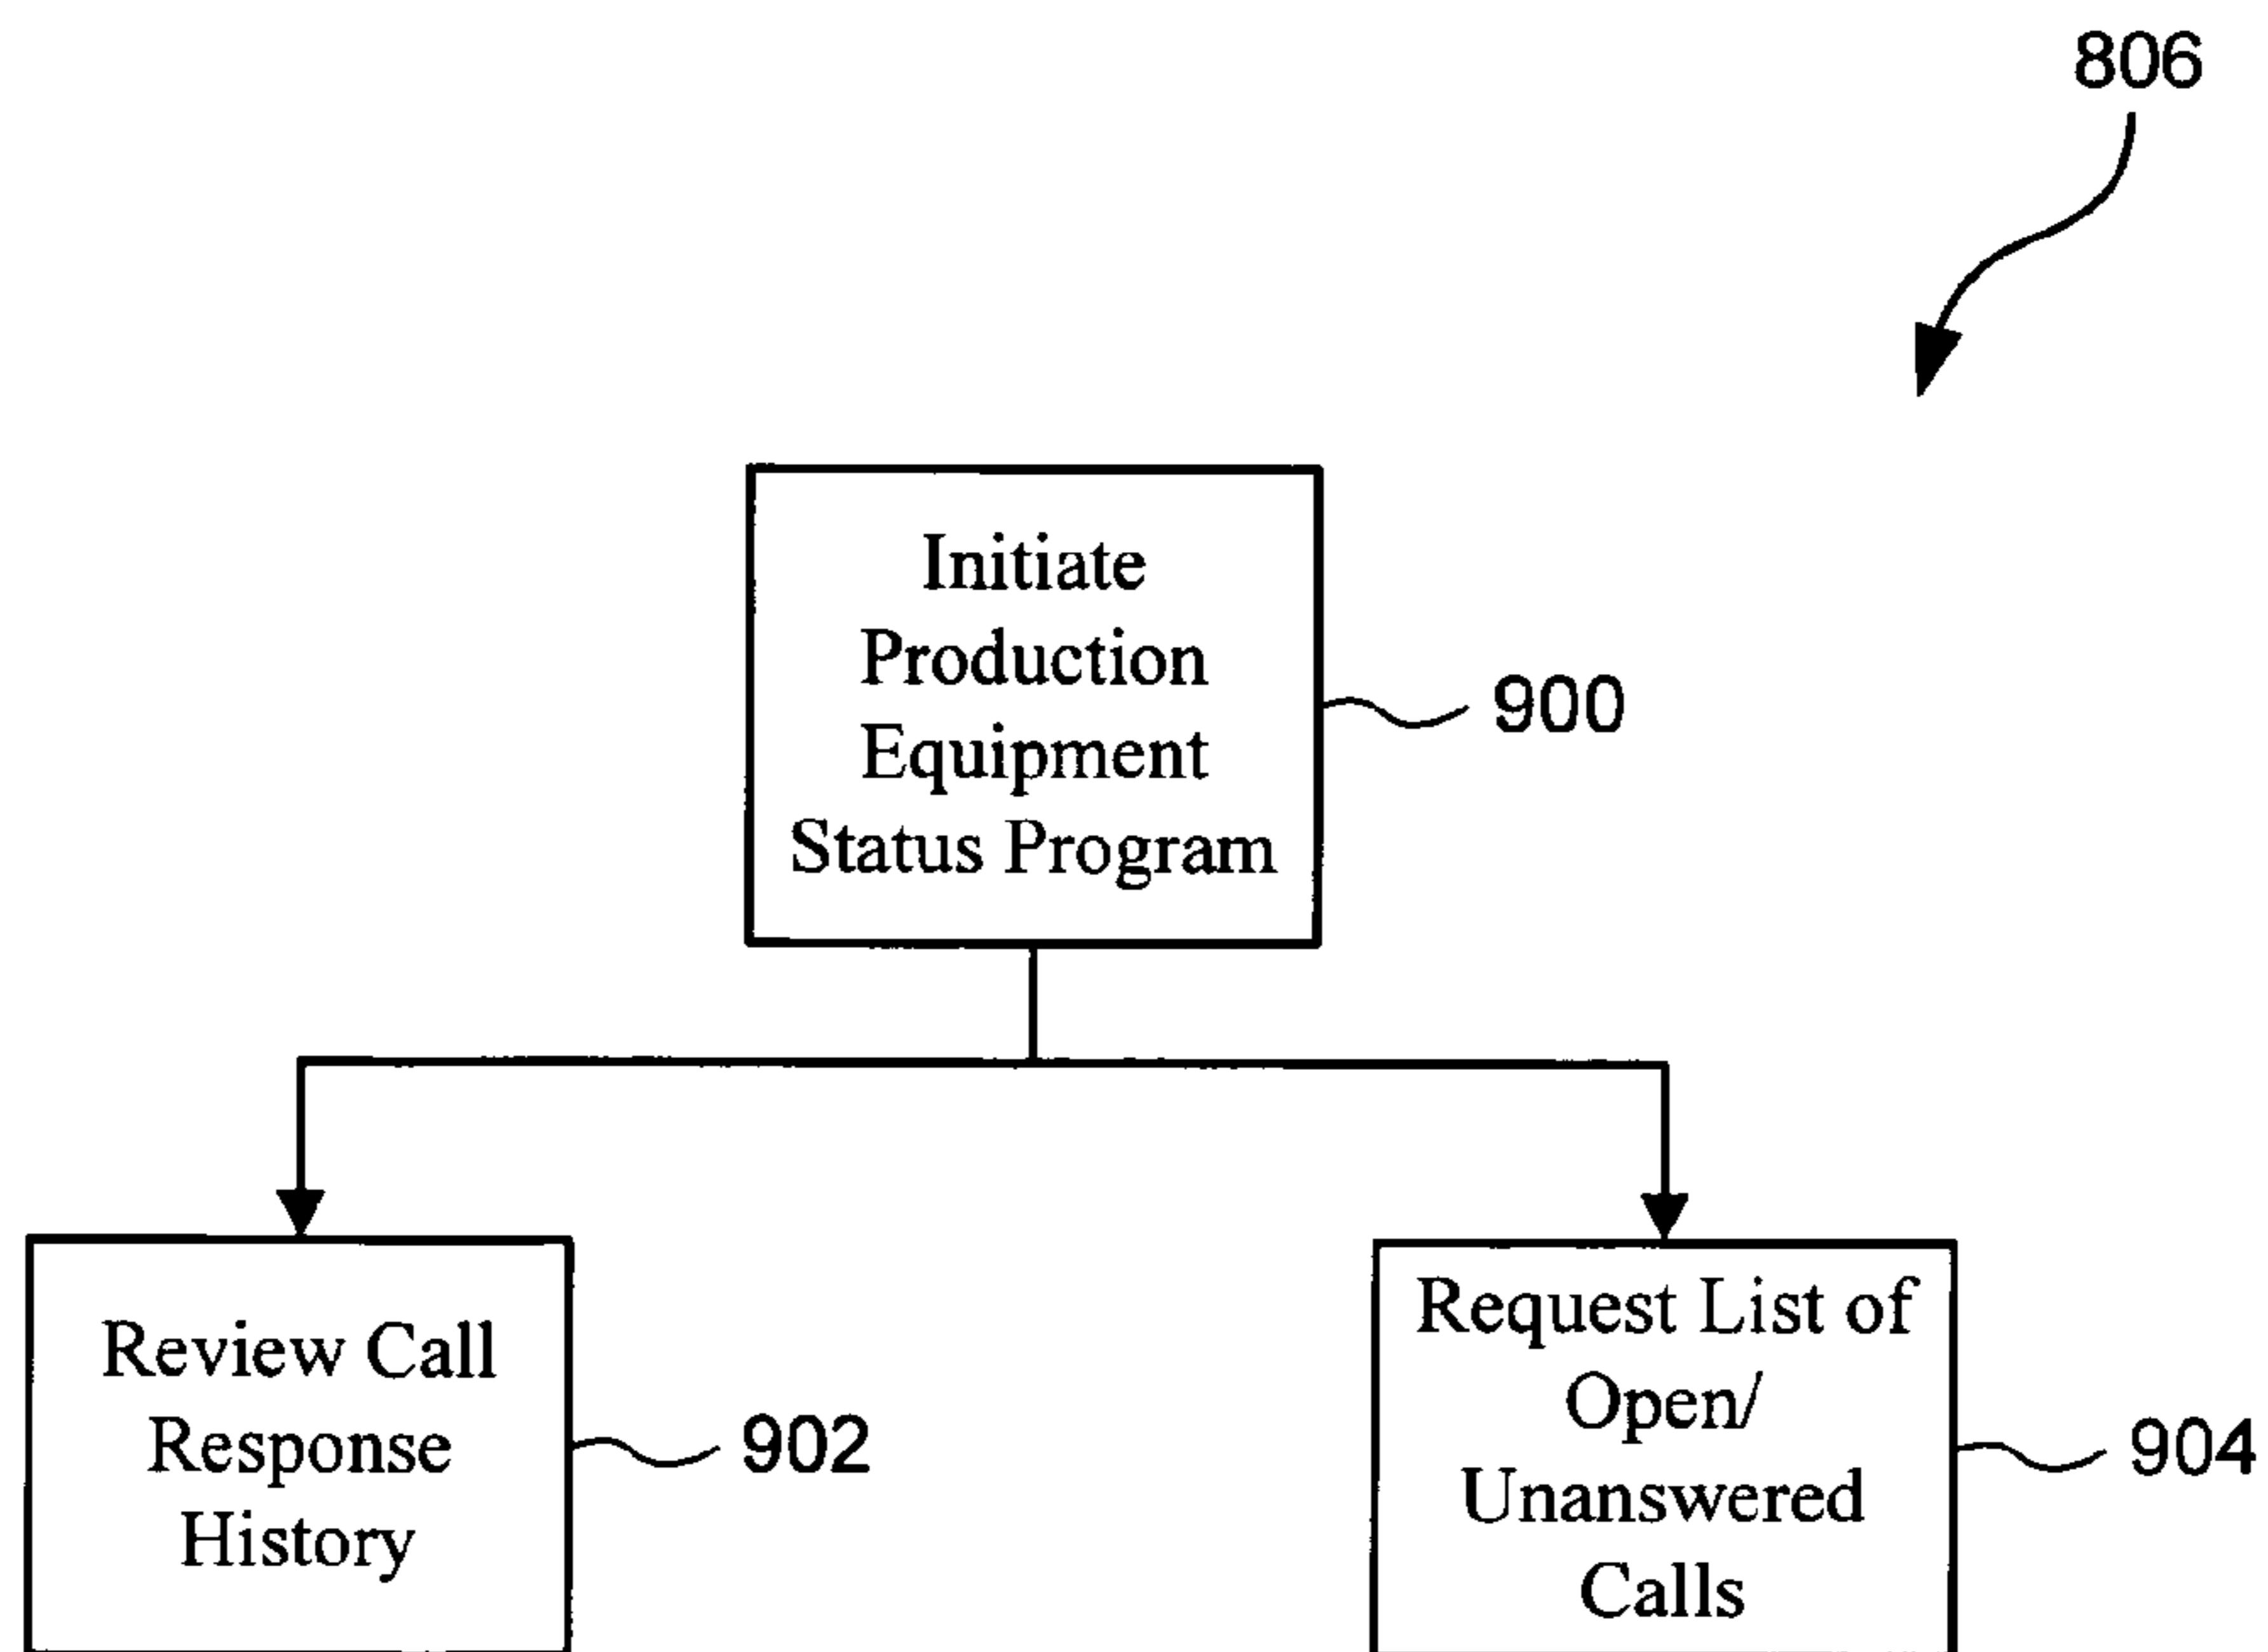 806
Initiate
Production
Equipment
Status Program
900
Review Call
Response
History
902
Request List of
Open/
Unanswered
Calls
904